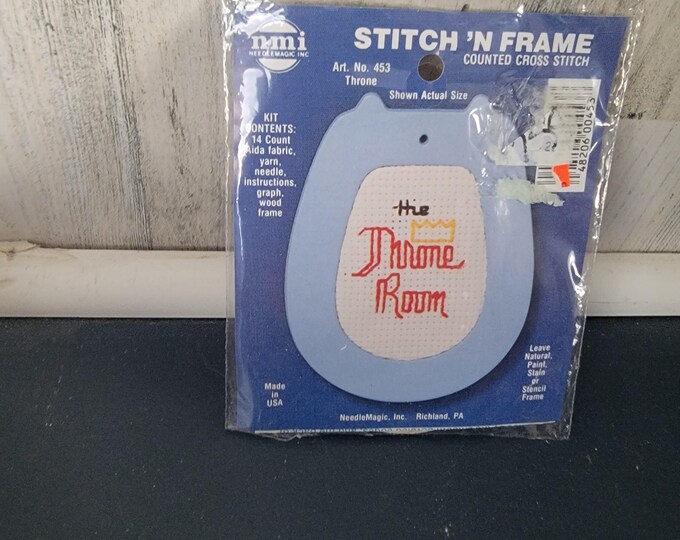 nmi
NEEDLEMAGIC INC
STITCH 'N FRAME
COUNTED CROSS STITCH
Art. No. 453
Throne
Shown Actual Size
KIT
CONTENTS:
14 Count
Aida fabric,
yarn,
needle,
instructions,
graph,
wood
frame
the
Throne
Room
48206 00453
Leave
Natural,
Paint,
Stain
or
Stencil
Frame
Made
in
USA
NeedleMagic, Inc. Richland, PA